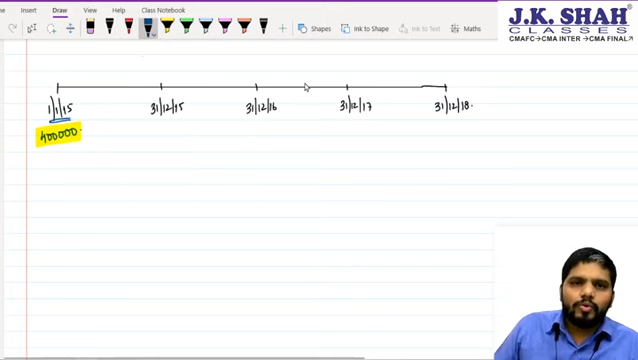 Insert
Draw
View
Help
Class Notebook
Shapes
Ink to Shape
Ink to Text
Maths
J.K. SHAH
CLASSES
CMAFC→CMA INTER →CMA FINAL
1/1/15
31/12/15
31/12/16
31/12/17
31/12/18.
400000.